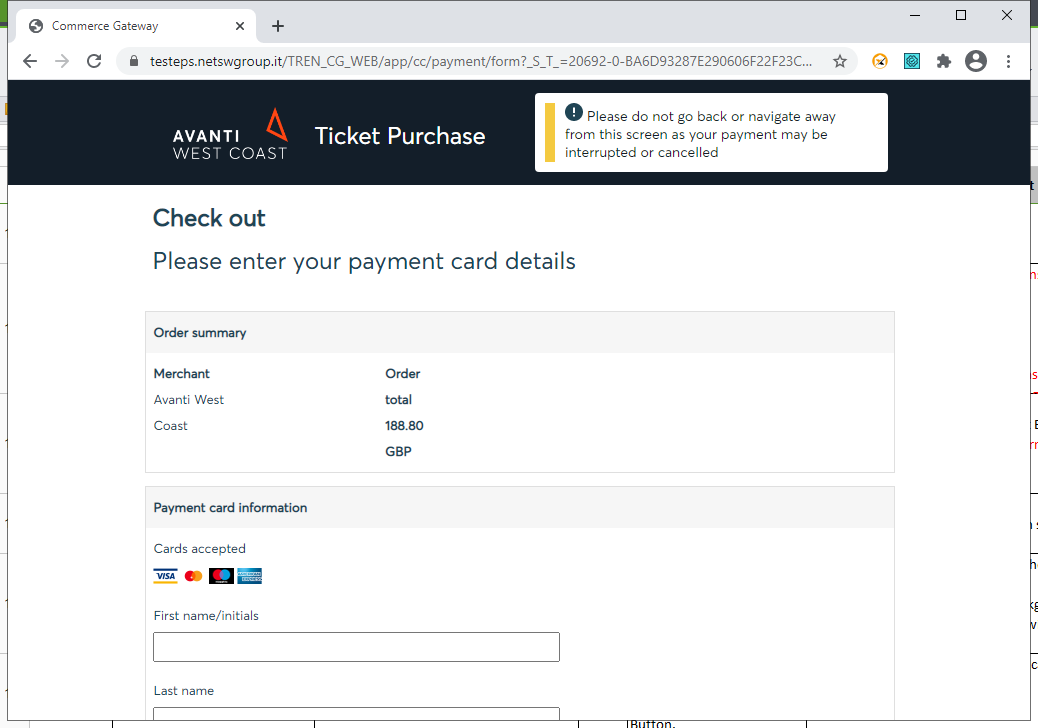 Commerce Gateway
testeps.netswgroup.it/TREN_CG_WEB/app/cc/payment/form?_S_T_=20692-0-BA6D93287E290606F22F23C...
AVANTI
WEST COAST
Ticket Purchase
Please do not go back or navigate away
from this screen as your payment may be
interrupted or cancelled
Check out
Please enter your payment card details
Order summary
Merchant
Avanti West
Coast
Order
total
188.80
GBP
Payment card information
Cards accepted
VISA
First name/initials
Last name
Button.